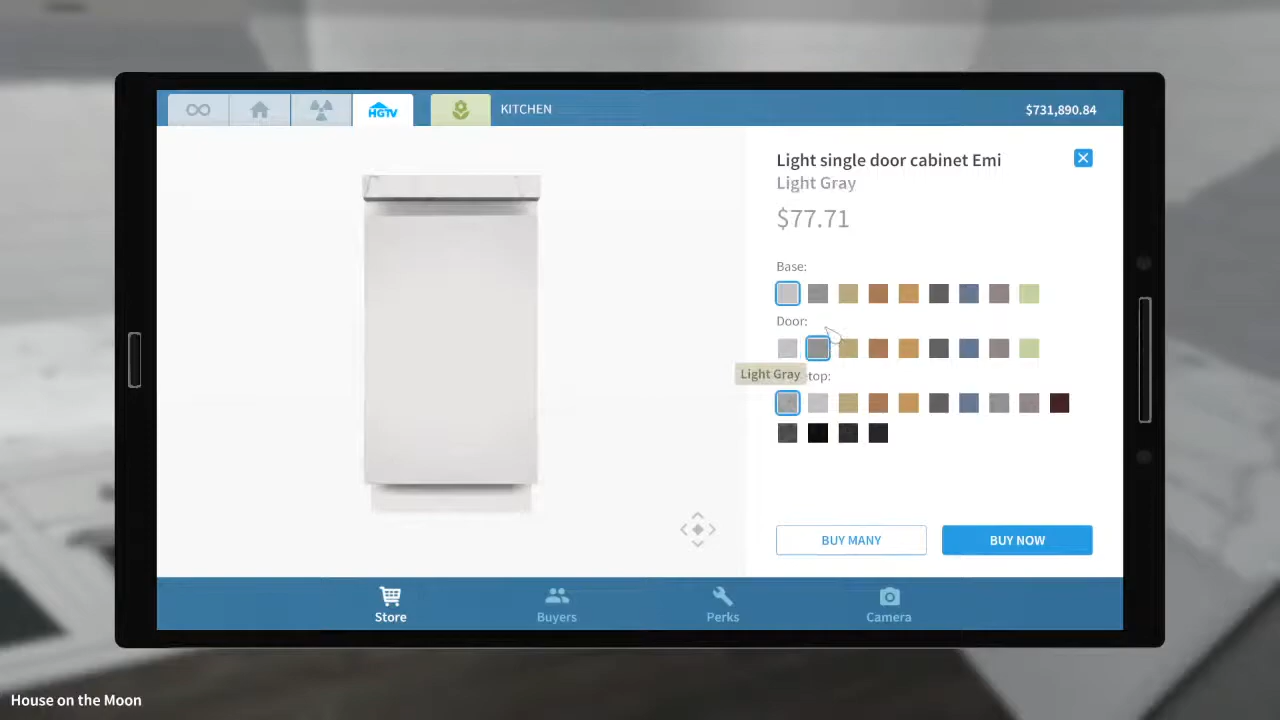 HGTV
KITCHEN
$731,890.84
Light single door cabinet Emi
Light Gray
$77.71
Base:
Door:
Light Gray
top:
BUY MANY
BUY NOW
Store
Buyers
Perks
Camera
House on the Moon